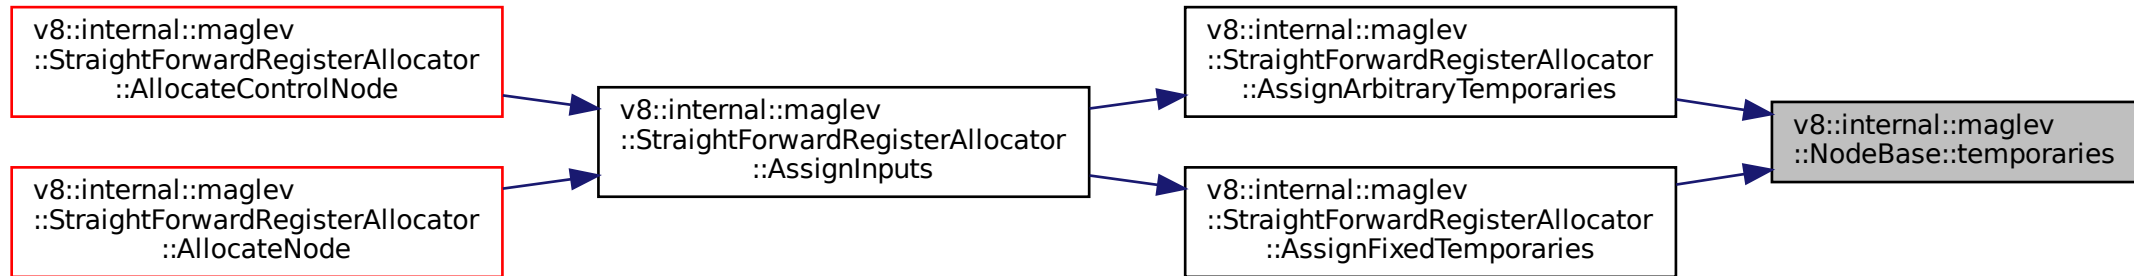 v8::internal::maglev
::StraightForwardRegisterAllocator
::AllocateControlNode
v8::internal::maglev
::StraightForwardRegisterAllocator
::AllocateNode
v8::internal::maglev
::StraightForwardRegisterAllocator
::AssignInputs
v8::internal::maglev
::StraightForwardRegisterAllocator
::AssignArbitraryTemporaries
v8::internal::maglev
::StraightForwardRegisterAllocator
::AssignFixedTemporaries
v8::internal::maglev
::NodeBase::temporaries